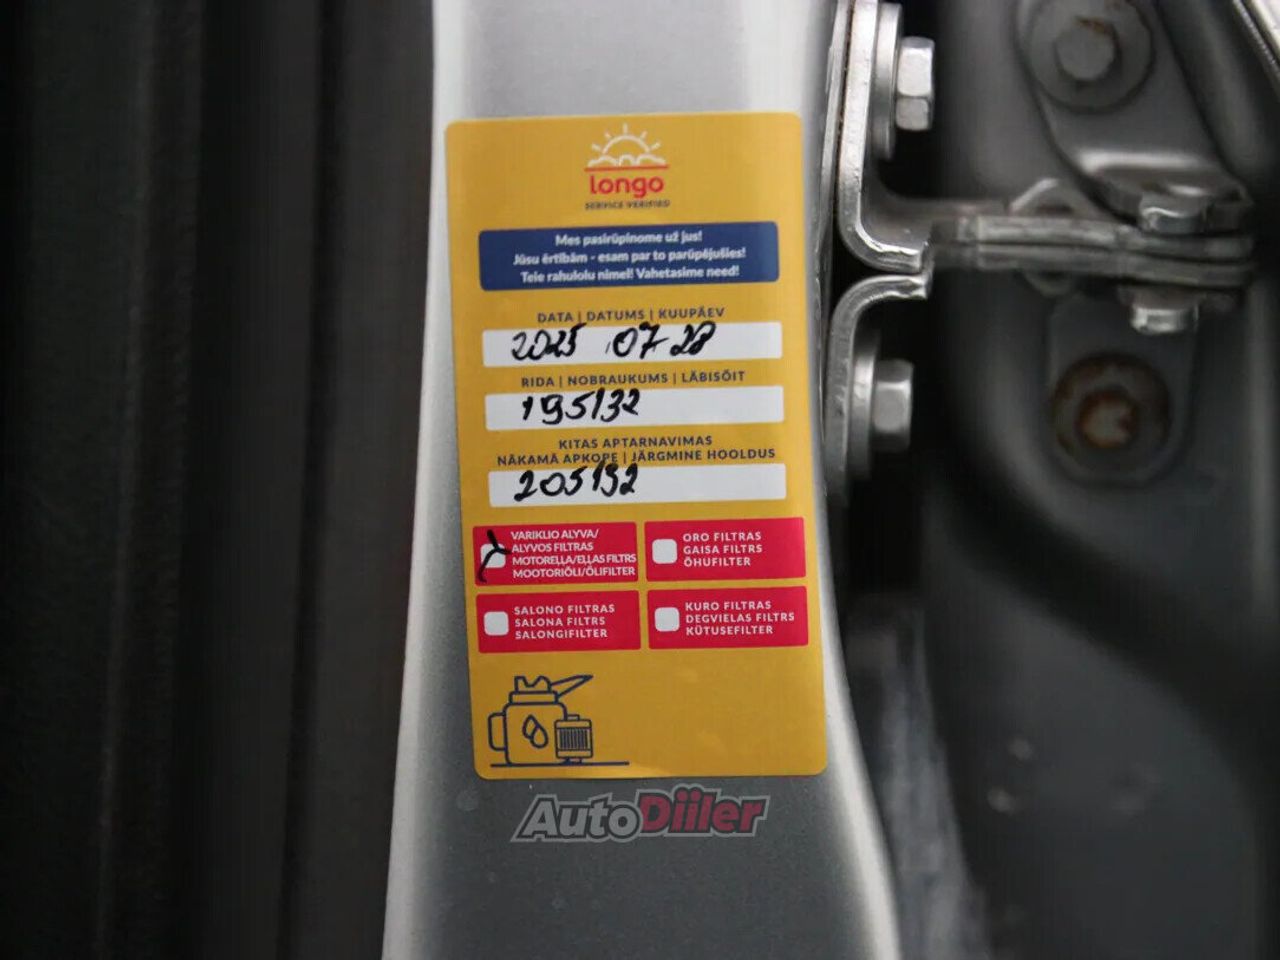 longo
SERVICE VERIFIED
Mes pasirūpinome už jus!
Jūsu ērtībām - esam par to parūpējušies!
Teie rahulolu nimel! Vahetasime need!
DATA | DATUMS | KUUPÄEV
2025 .07 28
RIDA | NOBRAUKUMS | LÄBISÕIT
195132
KITAS APTARNAVIMAS
NĀKAMĀ APKOPE | JÄRGMINE HOOLDUS
205132
VARIKLIO ALYVA/
ALYVOS FILTRAS
MOTOREĻĻA/EĻĻAS FILTRS
MOOTORIÕLI/ÕLIFILTER
ORO FILTRAS
GAISA FILTRS
ÕHUFILTER
SALONO FILTRAS
SALONA FILTRS
SALONGIFILTER
KURO FILTRAS
DEGVIELAS FILTRS
KÜTUSEFILTER
AutoDiiler